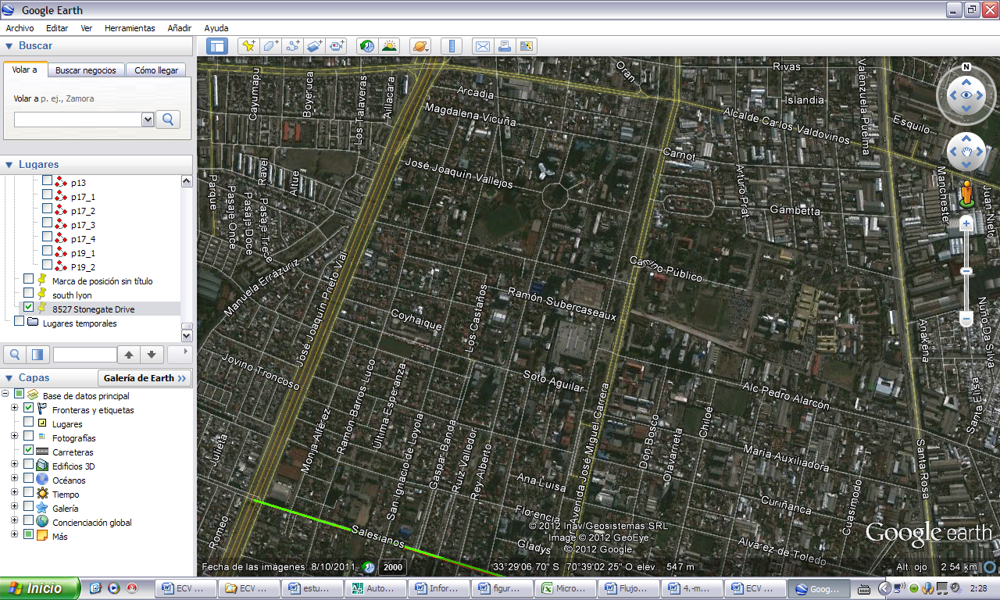 Google Earth
Archivo Editar Ver Herramientas Añadir Ayuda
Buscar
Volar a Buscar negocios Cómo llegar
Volar a p. ej., Zamora
Lugares
p13
p17_1
p17_2
p17_3
p17_4
p19_1
P19_2
Marca de posición sin título
south lyon
8527 Stonegate Drive
Lugares temporales
Capas
Galería de Earth >>
Base de datos principal
Fronteras y etiquetas
Lugares
Fotografías
Carreteras
Edificios 3D
Océanos
Tiempo
Galería
Concienciación global
Más
Cayumapu
Boyeruca
Los Talaveras
Aillacara
Arcadia
Magdalena Vicuña
Oran
Rivas
Islandia
Valenzuela Puelma
Esquilo
Alcalde Carlos Valdovinos
N
Parque
Pasaje Once
Pasaje Doce
Ravel
Pasaje Trece
Altue
José Joaquín Vallejos
Carnot
Arturo Prat
Gambetta
Manchester
Juan Nieto
Manuela Errázuriz
José Joaquín Prieto Vial
Camino Público
Ramón Subercaseaux
Los Castaños
Coyhaique
Jovino Troncoso
Soto Aguilar
Alc Pedro Alarcón
Anakena
Nuño Da Silva
Santa Elisa
Santa Rosa
Julieta
Monja Alférez
Ramón Barros Luco
Ultima Esperanza
San Ignacio de Loyola
Gaspar Banda
Ruiz Valledor
Rey Alberto
Avenida José Miguel Carrera
Don Bosco
Olavarrieta
Chiloé
Maria Auxiliadora
Ana Luisa
Curiñanca
Cuasimodo
Florencia
Romeo
Salesianos
Gladys
Alvarez de Toledo
© 2012 Inav/Geosistemas SRL
Image © 2012 GeoEye
© 2012 Google
Google earth
Fecha de las imágenes: 8/10/2011 2000 33°29'06.70" S 70°39'02.25" O elev. 547 m Alt. ojo 2.54 km
Inicio
ECV ...
ECV ...
estu...
Auto...
Infor...
figur...
Micro...
Flujo...
4.-m...
ECV ...
Goog...
2:28